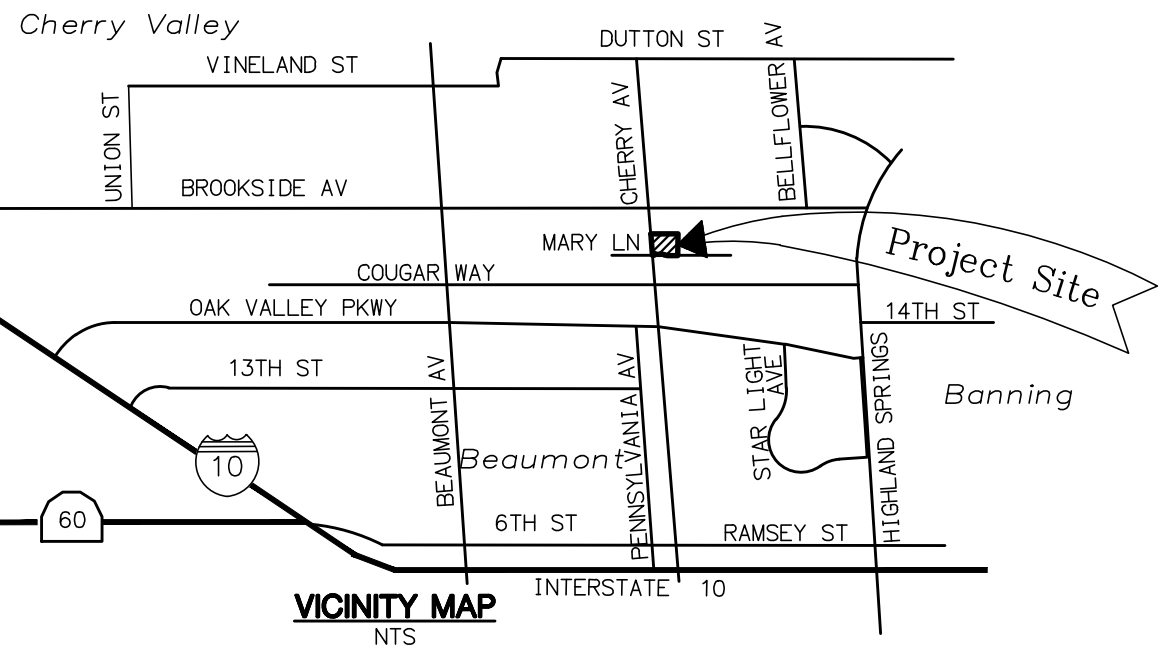 Cherry Valley
DUTTON ST
VINELAND ST
BELLFLOWER AV
CHERRY AV
UNION ST
BROOKSIDE AV
MARY LN
Project Site
COUGAR WAY
OAK VALLEY PKWY
14TH ST
13TH ST
BEAUMONT AV
PENNSYLVANIA AV
STAR LIGHT
AVE
HIGHLAND SPRINGS
Banning
Beaumont
10
60
6TH ST
RAMSEY ST
INTERSTATE 10
VICINITY MAP
NTS